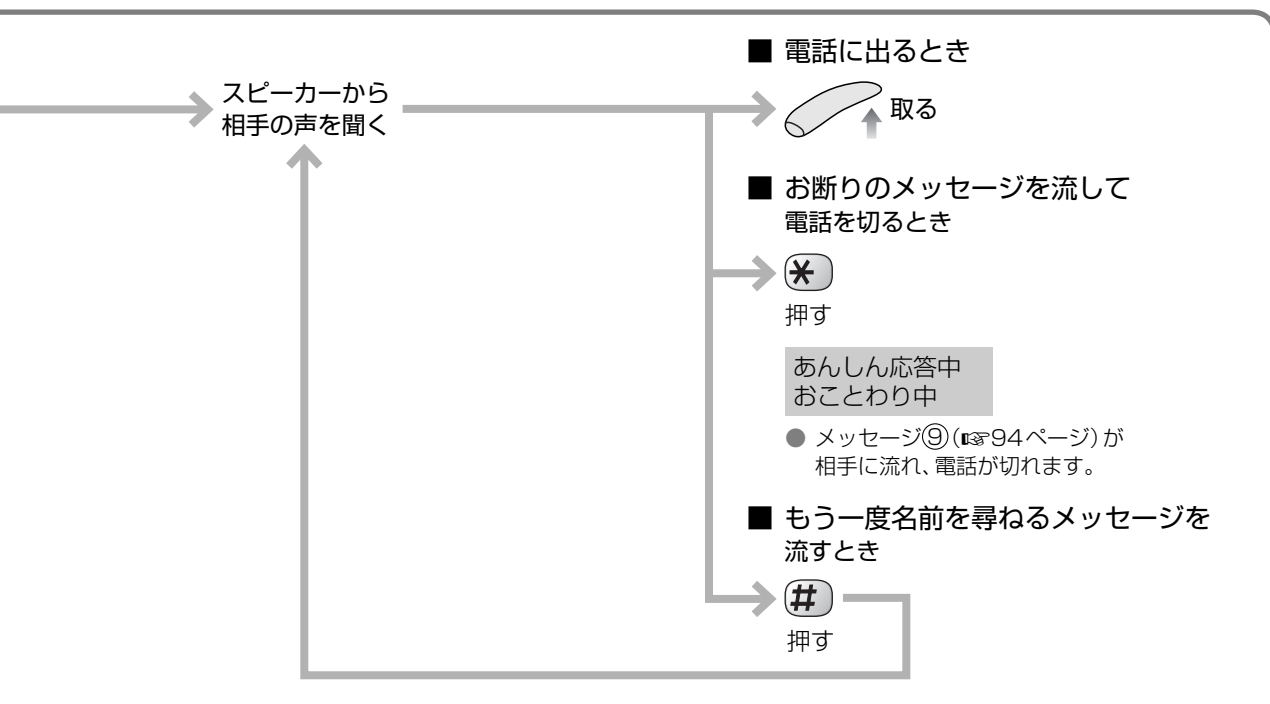 スピーカーから
相手の声を聞く
■ 電話に出るとき
取る
■ お断りのメッセージを流して
電話を切るとき
＊
押す
あんしん応答中
おことわり中
● メッセージ⑨(☞94ページ)が
相手に流れ、電話が切れます。
■ もう一度名前を尋ねるメッセージを
流すとき
#
押す